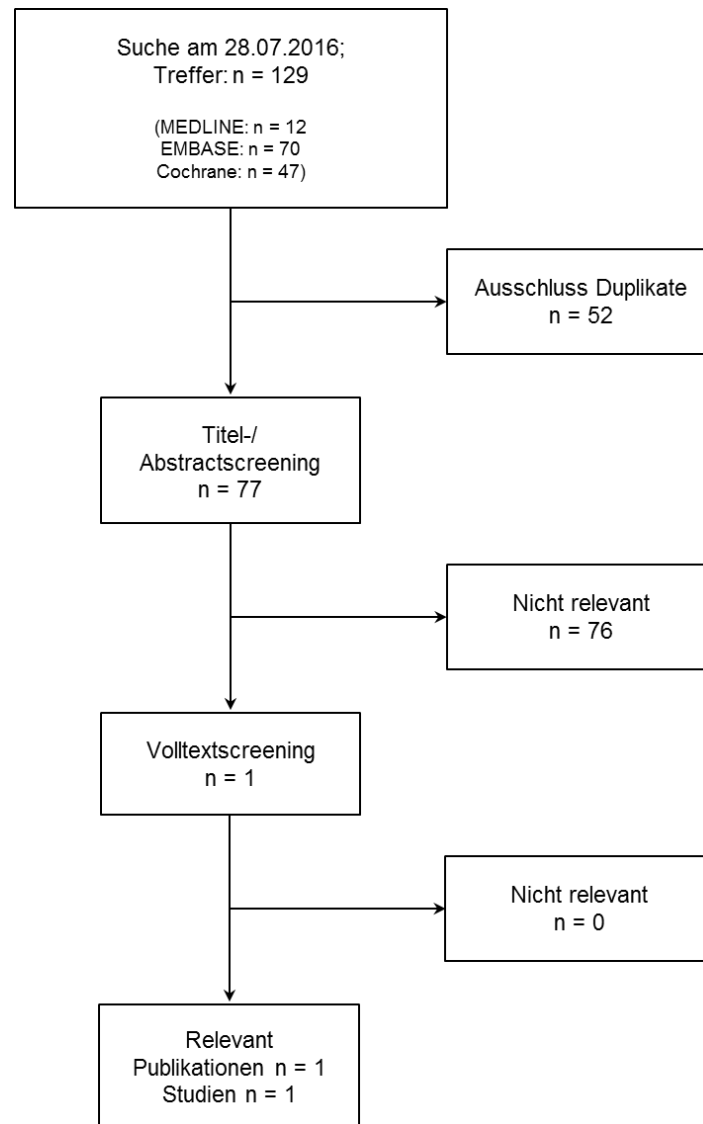 Suche am 28.07.2016;
Treffer: n = 129
(MEDLINE: n = 12
EMBASE: n = 70
Cochrane: n = 47)
Ausschluss Duplikate
n = 52
Titel-/
Abstractscreening
n = 77
Nicht relevant
n = 76
Volltextscreening
n = 1
Nicht relevant
n = 0
Relevant
Publikationen n = 1
Studien n = 1